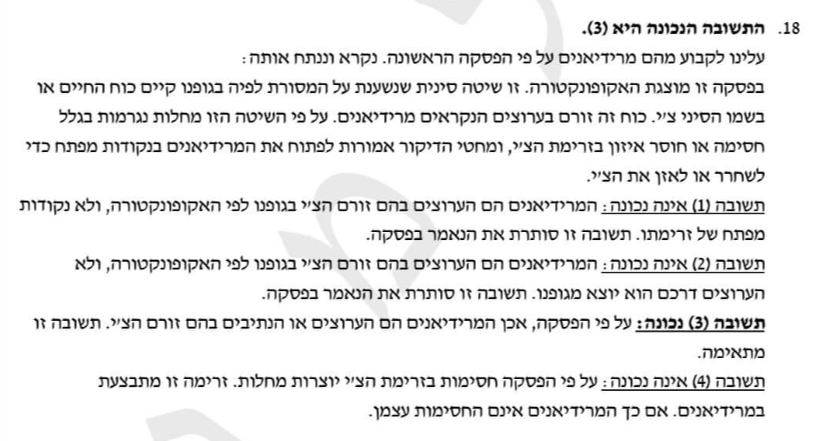 18. התשובה הנכונה היא (3).
עלינו לקבוע מהם מרידיאנים על פי הפסקה הראשונה. נקרא וננתח אותה:
בפסקה זו מוצגת האקופונקטורה. זו שיטה סינית שנשענת על המסורת לפיה בגופנו קיים כוח החיים או
בשמו הסיני צ'י. כוח זה זורם בערוצים הנקראים מרידיאנים. על פי השיטה הזו מחלות נגרמות בגלל
חסימה או חוסר איזון בזרימת הצ'י, ומחטי הדיקור אמורות לפתוח את המרידיאנים בנקודות מפתח כדי
לשחרר או לאזן את הצ'י.
תשובה (1) אינה נכונה: המרידיאנים הם הערוצים בהם זורם הצ'י בגופנו לפי האקופונקטורה, ולא נקודות
מפתח של זרימתו. תשובה זו סותרת את הנאמר בפסקה.
תשובה (2) אינה נכונה: המרידיאנים הם הערוצים בהם זורם הצ'י בגופנו לפי האקופונקטורה, ולא
הערוצים דרכם הוא יוצא מגופנו. תשובה זו סותרת את הנאמר בפסקה.
תשובה (3) נכונה: על פי הפסקה, אכן המרידיאנים הם הערוצים או הנתיבים בהם זורם הצ'י. תשובה זו
מתאימה.
תשובה (4) אינה נכונה: על פי הפסקה חסימות בזרימת הצ'י יוצרות מחלות. זרימה זו מתבצעת
במרידיאנים. אם כך המרידיאנים אינם החסימות עצמן.